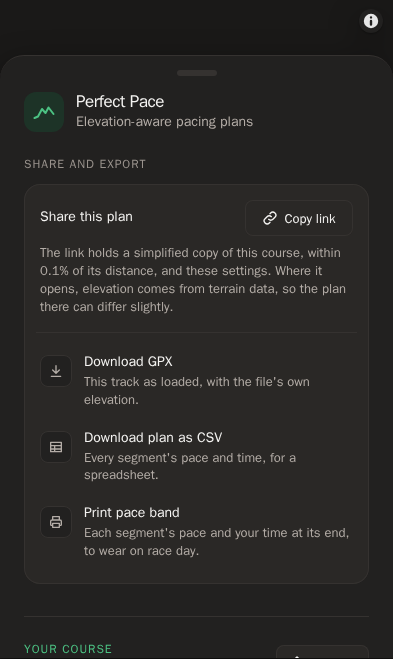 Perfect Pace
Elevation-aware pacing plans
SHARE AND EXPORT
Share this plan
Copy link
The link holds a simplified copy of this course, within
0.1% of its distance, and these settings. Where it
opens, elevation comes from terrain data, so the plan
there can differ slightly.
Download GPX
This track as loaded, with the file's own
elevation.
Download plan as CSV
Every segment's pace and time, for a
spreadsheet.
Print pace band
Each segment's pace and your time at its end,
to wear on race day.
YOUR COURSE